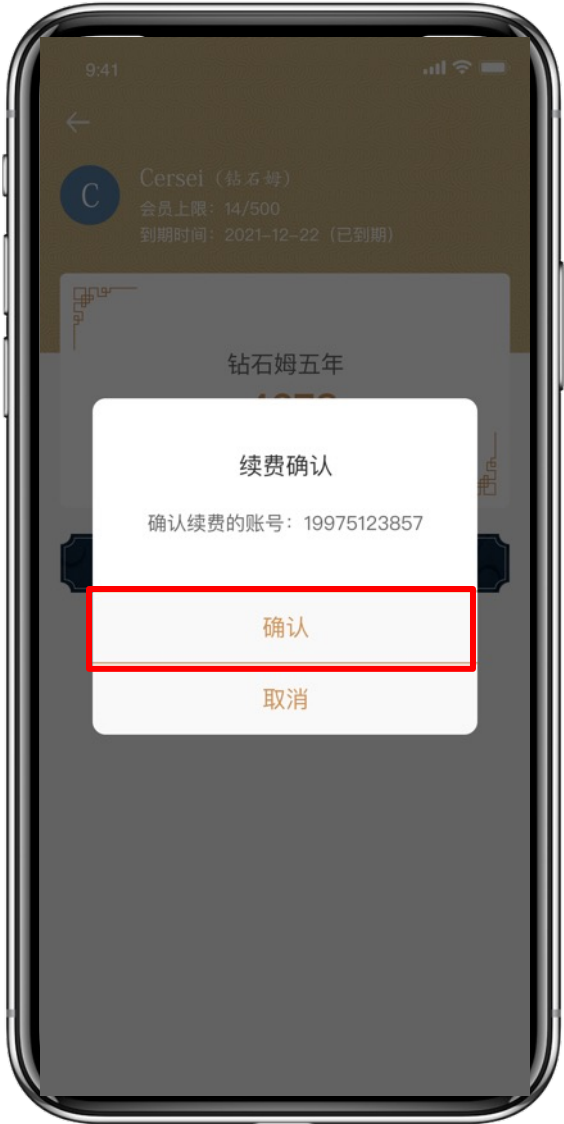 9:41
C
Cersei（钻石姆）
会员上限：14/500
到期时间：2021-12-22（已到期）
钻石姆五年
续费确认
确认续费的账号：19975123857
确认
取消